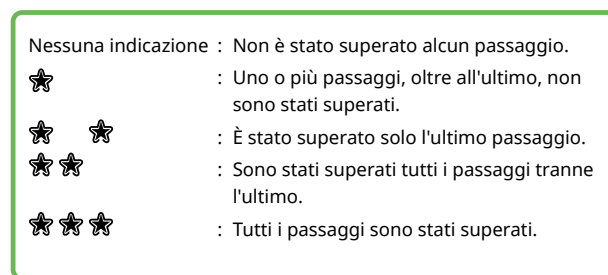 Nessuna indicazione : Non è stato superato alcun passaggio.
: Uno o più passaggi, oltre all'ultimo, non
sono stati superati.
: È stato superato solo l'ultimo passaggio.
: Sono stati superati tutti i passaggi tranne
l'ultimo.
: Tutti i passaggi sono stati superati.